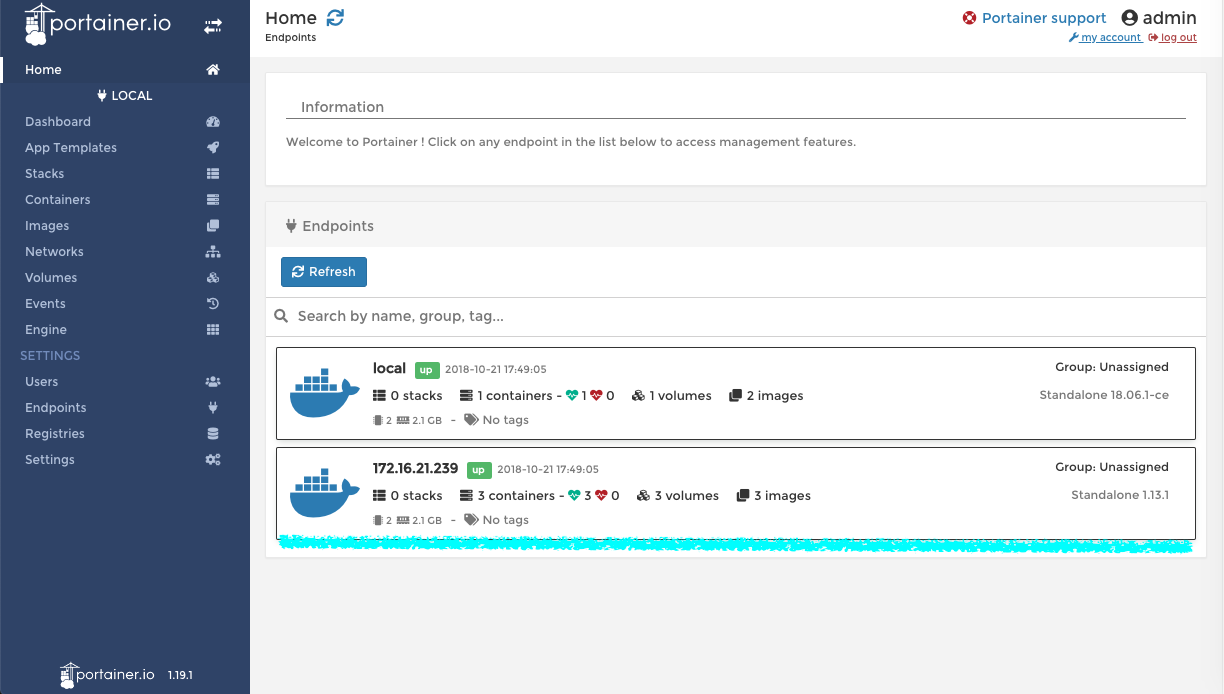 portainer.io
Home
LOCAL
Dashboard
App Templates
Stacks
Containers
Images
Networks
Volumes
Events
Engine
SETTINGS
Users
Endpoints
Registries
Settings
portainer.io 1.19.1
Home
Endpoints
Portainer support admin
my account log out
Information
Welcome to Portainer ! Click on any endpoint in the list below to access management features.
Endpoints
Refresh
Search by name, group, tag...
local up 2018-10-21 17:49:05 Group: Unassigned
0 stacks 1 containers - 1 0 1 volumes 2 images Standalone 18.06.1-ce
2 2.1 GB - No tags
172.16.21.239 up 2018-10-21 17:49:05 Group: Unassigned
0 stacks 3 containers - 3 0 3 volumes 3 images Standalone 1.13.1
2 2.1 GB - No tags